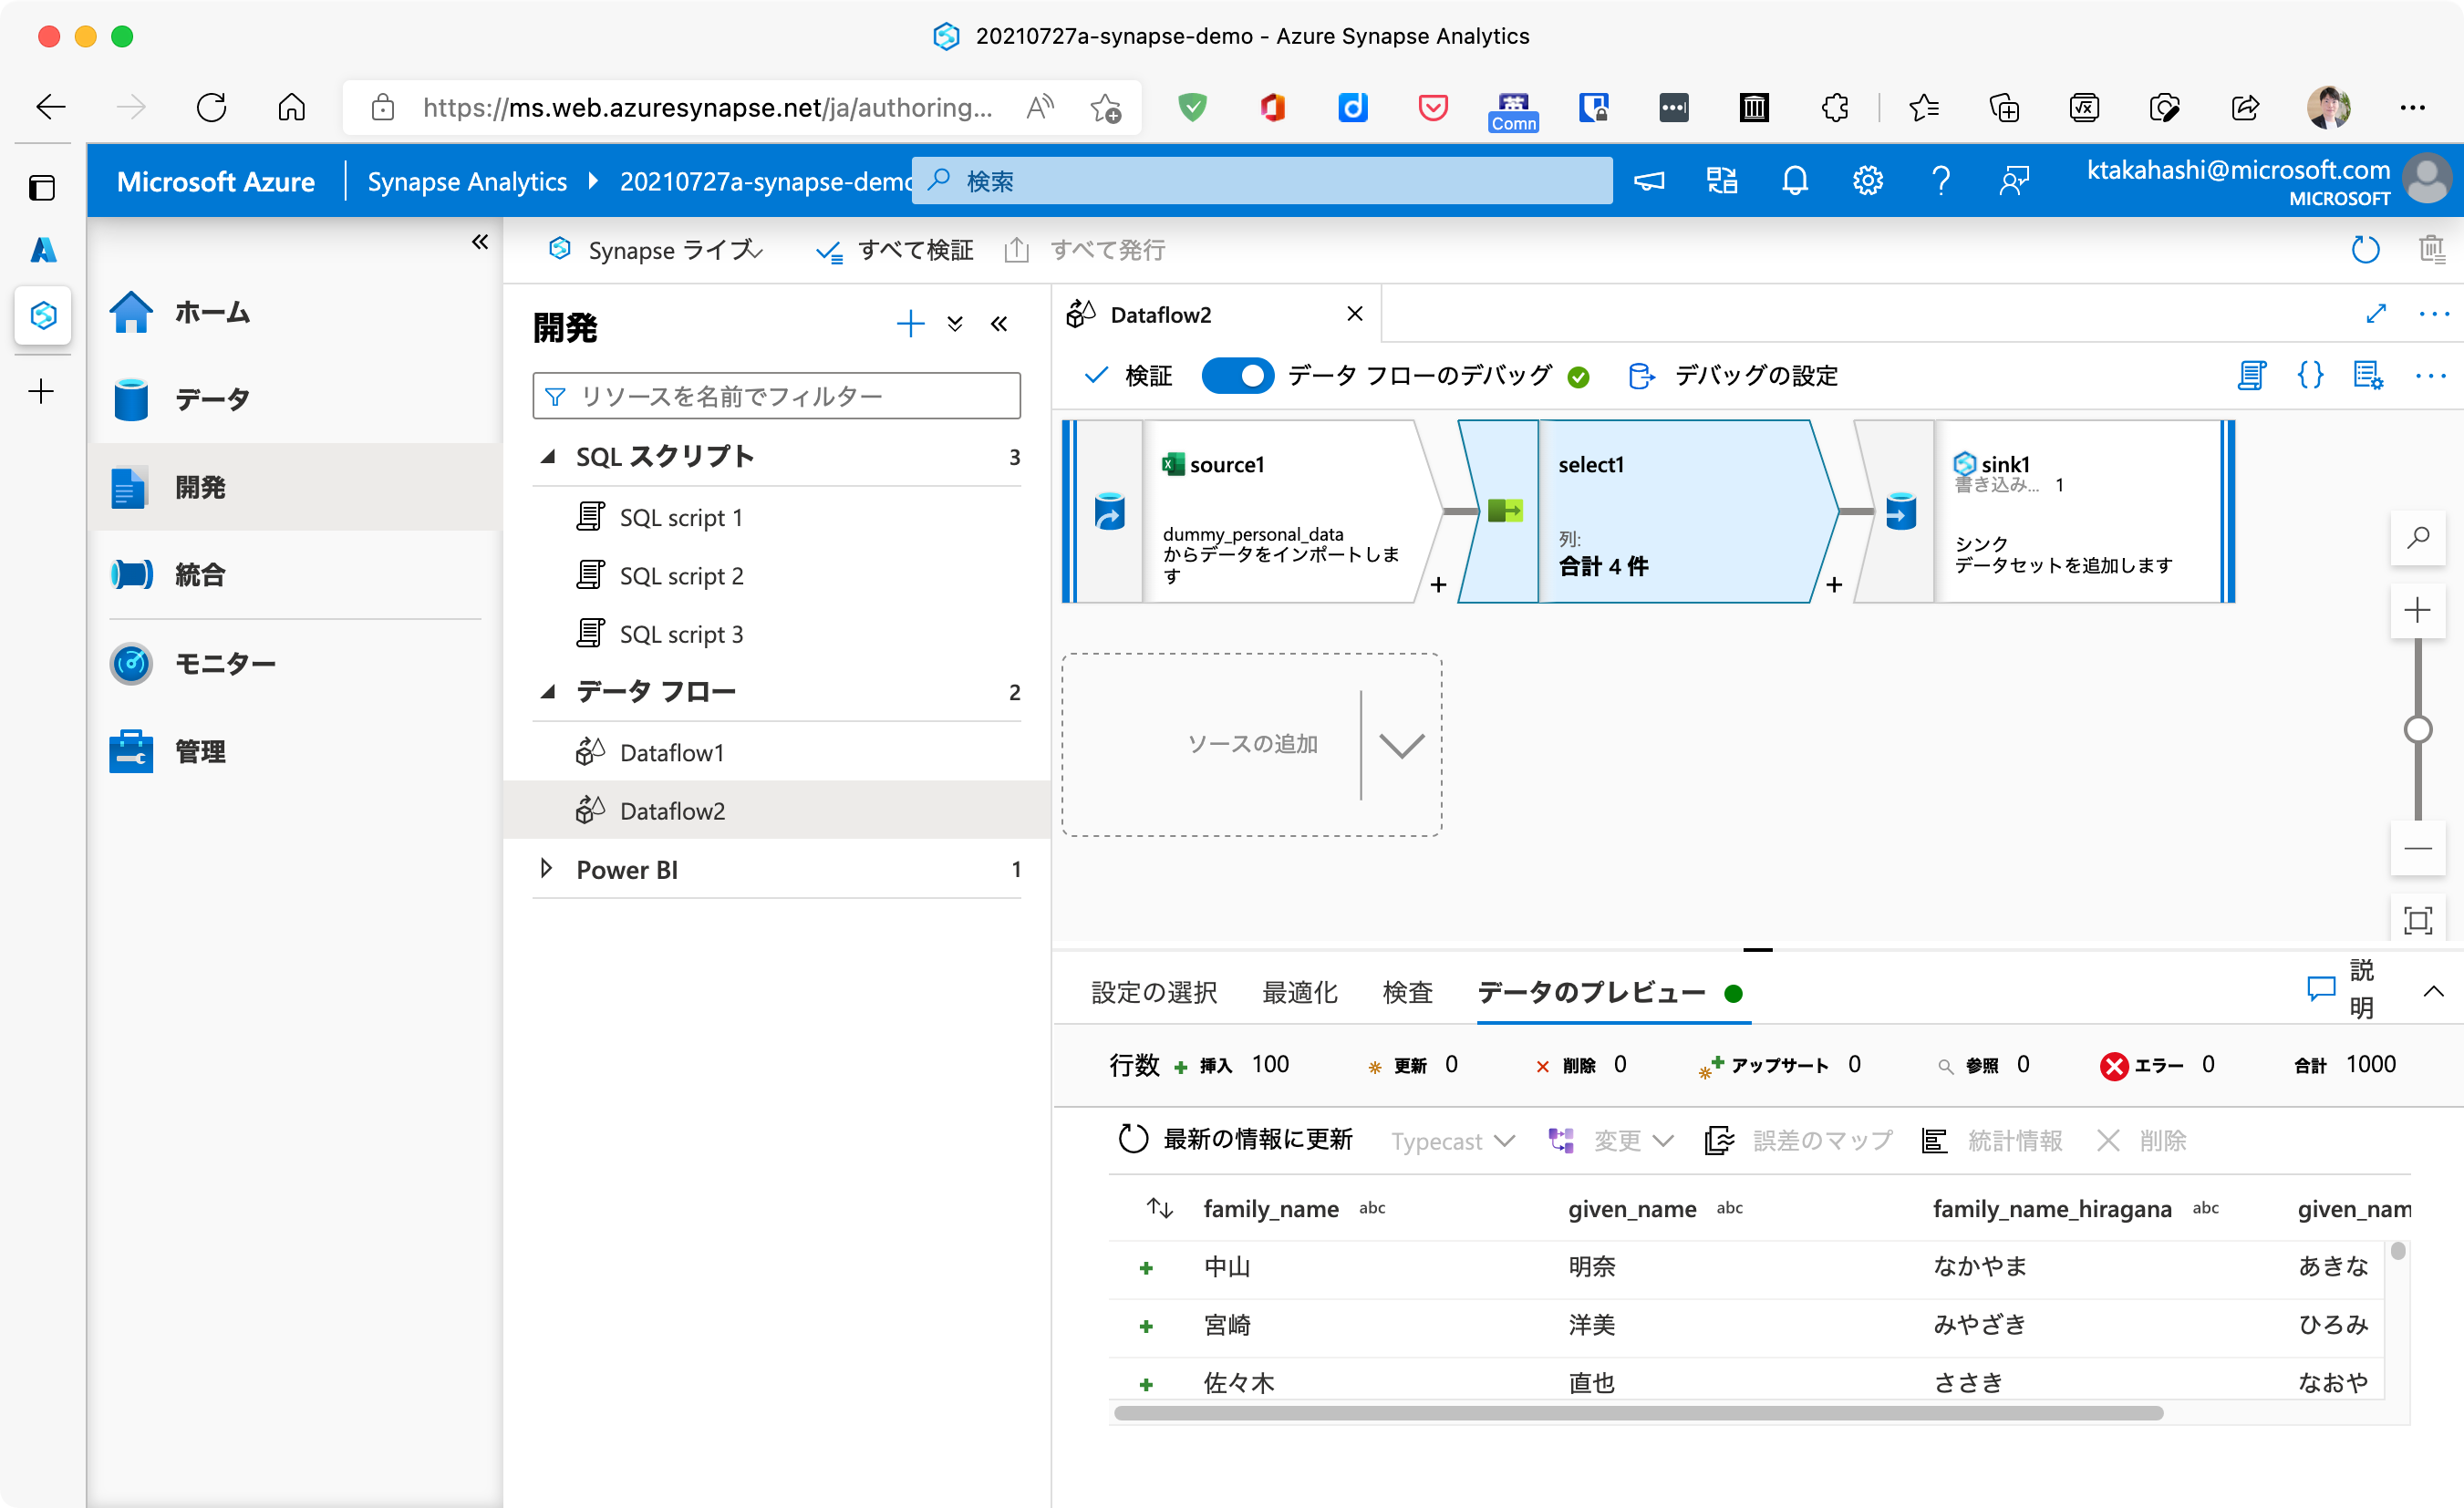 20210727a-synapse-demo - Azure Synapse Analytics
https://ms.web.azuresynapse.net/ja/authoring...
英
Comn
Microsoft Azure
Synapse Analytics
20210727a-synapse-demo
検索
ktakahashi@microsoft.com
MICROSOFT
ホーム
データ
開発
統合
モニター
管理
Synapse ライブ
すべて検証
すべて発行
開発
リソースを名前でフィルター
SQL スクリプト 3
SQL script 1
SQL script 2
SQL script 3
データ フロー 2
Dataflow1
Dataflow2
Power BI 1
Dataflow2
検証
データ フローのデバッグ
デバッグの設定
source1
dummy_personal_data
からデータをインポートしま
す
select1
列:
合計 4 件
sink1
書き込み... 1
シンク
データセットを追加します
ソースの追加
設定の選択
最適化
検査
データのプレビュー
説
明
行数 挿入 100 更新 0 削除 0 アップサート 0 参照 0 エラー 0 合計 1000
最新の情報に更新 Typecast 変更 誤差のマップ 統計情報 削除
family_name abc given_name abc family_name_hiragana abc given_nam
中山 明奈 なかやま あきな
宮崎 洋美 みやざき ひろみ
佐々木 直也 ささき なおや